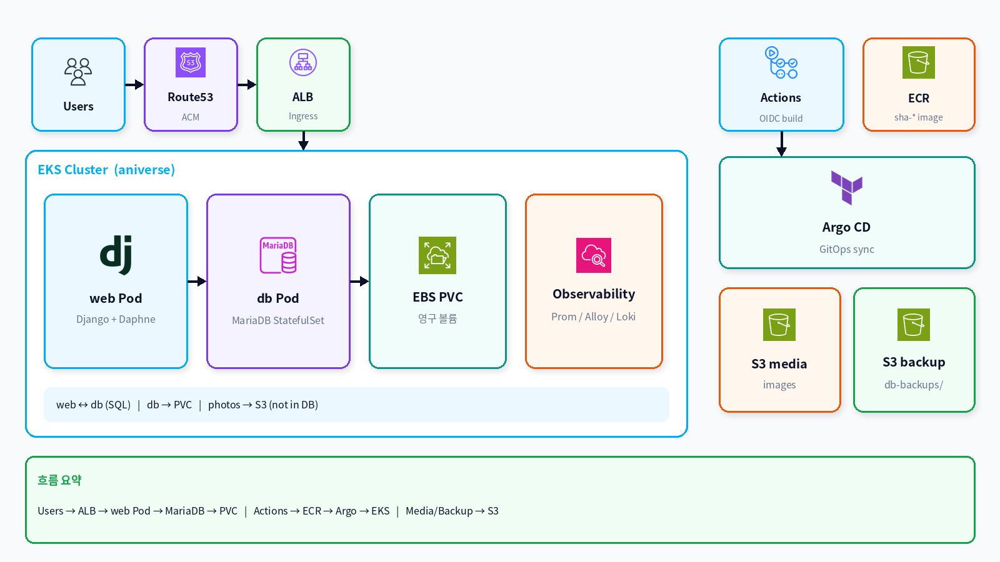 Users
53
Route53
ACM
ALB
Ingress
Actions
OIDC build
ECR
sha-* image
EKS Cluster (aniverse)
dj
web Pod
Django + Daphne
MariaDB
db Pod
MariaDB StatefulSet
EBS PVC
영구 볼륨
Observability
Prom / Alloy / Loki
Argo CD
GitOps sync
S3 media
images
S3 backup
db-backups/
web ↔ db (SQL) | db → PVC | photos → S3 (not in DB)
흐름 요약
Users → ALB → web Pod → MariaDB → PVC | Actions → ECR → Argo → EKS | Media/Backup → S3